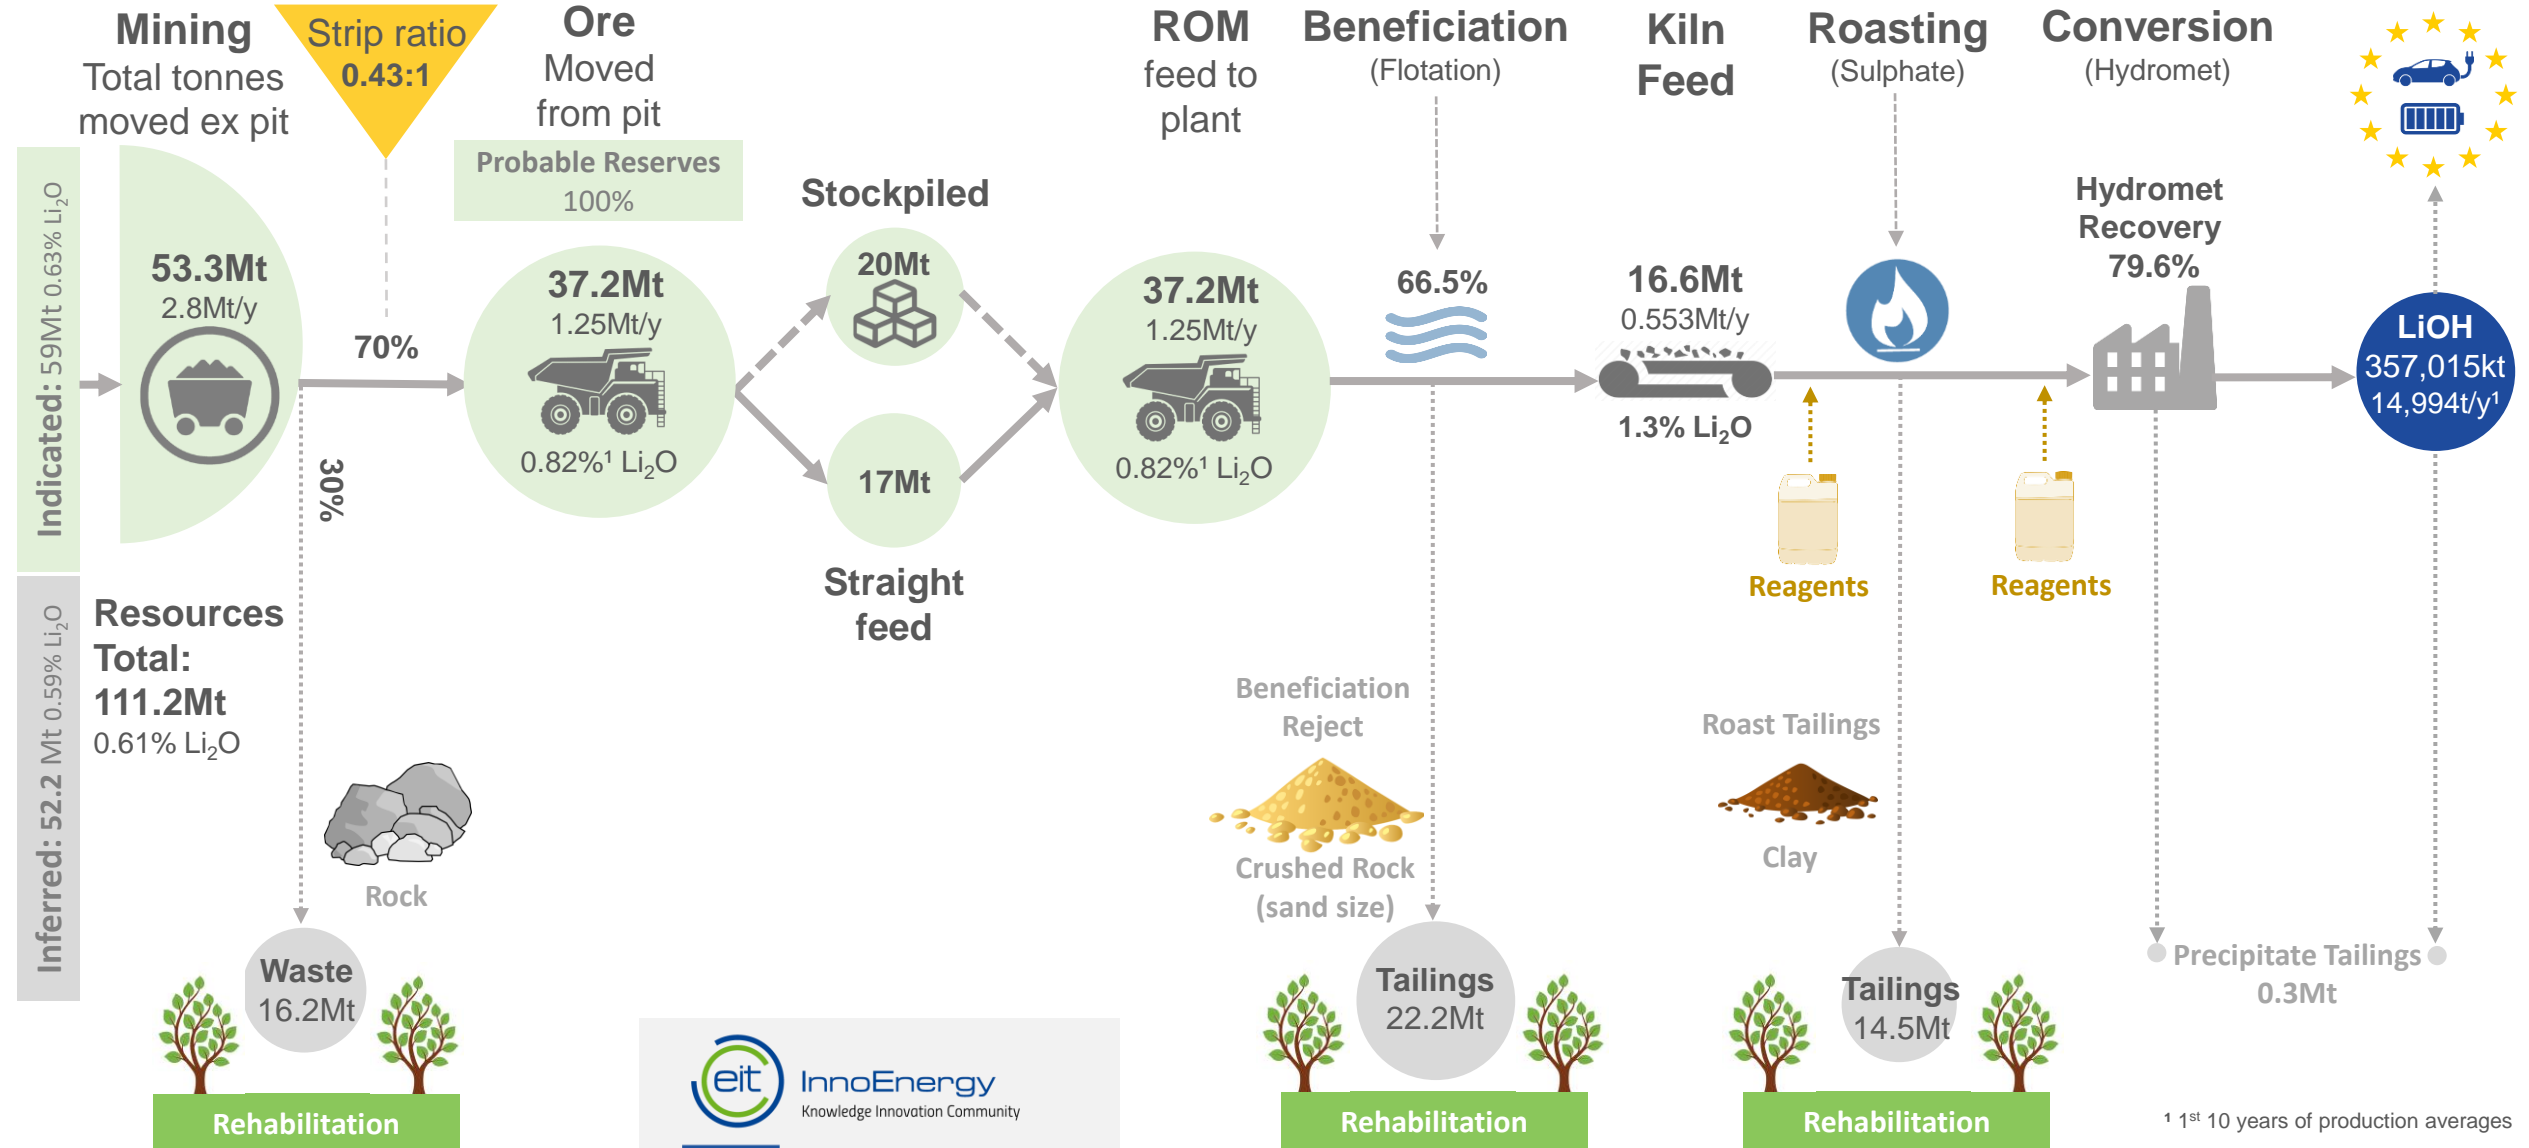 Mining
Total tonnes
moved ex pit
Strip ratio
0.43:1
Ore
Moved
from pit
Probable Reserves
100%
ROM
feed to
plant
Beneficiation
(Flotation)
Kiln
Feed
Roasting
(Sulphate)
Conversion
(Hydromet)
Indicated: 59Mt 0.63% Li₂O
Inferred: 52.2 Mt 0.59% Li₂O
53.3Mt
2.8Mt/y
70%
30%
37.2Mt
1.25Mt/y
0.82%¹ Li₂O
Stockpiled
20Mt
17Mt
Straight
feed
37.2Mt
1.25Mt/y
0.82%¹ Li₂O
66.5%
16.6Mt
0.553Mt/y
1.3% Li₂O
Hydromet
Recovery
79.6%
LiOH
357,015kt
14,994t/y¹
Reagents
Reagents
Resources
Total:
111.2Mt
0.61% Li₂O
Rock
Waste
16.2Mt
Rehabilitation
Beneficiation
Reject
Crushed Rock
(sand size)
Tailings
22.2Mt
Rehabilitation
Roast Tailings
Clay
Tailings
14.5Mt
Rehabilitation
Precipitate Tailings
0.3Mt
eit
InnoEnergy
Knowledge Innovation Community
¹ 1st 10 years of production averages